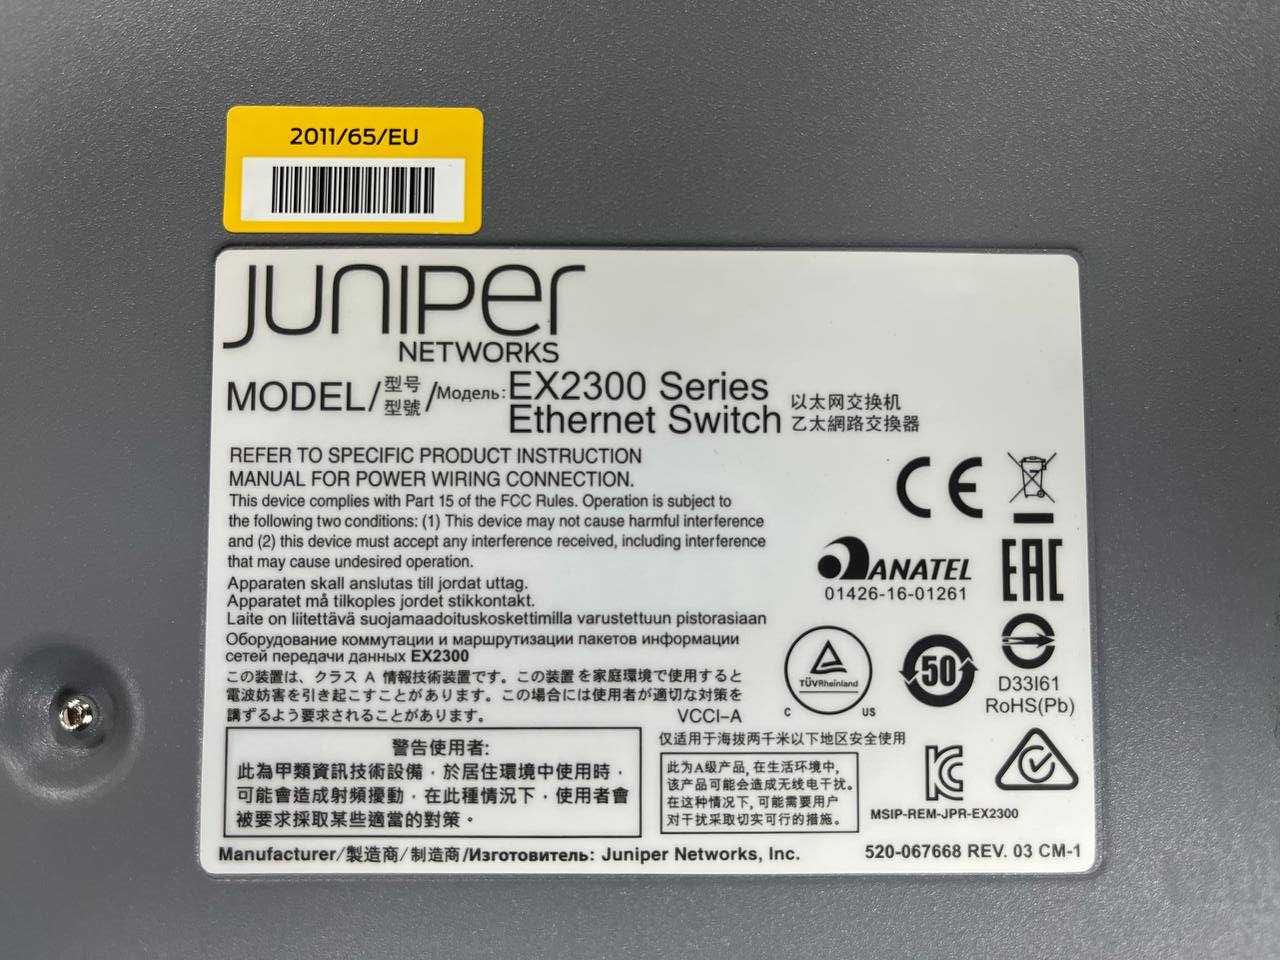 2011/65/EU
JUNIPER
NETWORKS
MODEL/型号/型號/Модель: EX2300 Series
Ethernet Switch
以太网交换机
乙太網路交換器
REFER TO SPECIFIC PRODUCT INSTRUCTION
MANUAL FOR POWER WIRING CONNECTION.
This device complies with Part 15 of the FCC Rules. Operation is subject to
the following two conditions: (1) This device may not cause harmful interference
and (2) this device must accept any interference received, including interference
that may cause undesired operation.
Apparaten skall anslutas till jordat uttag.
Apparatet må tilkoples jordet stikkontakt.
Laite on liitettävä suojamaadoituskoskettimilla varustettuun pistorasiaan
Оборудование коммутации и маршрутизации пакетов информации
сетей передачи данных EX2300
この装置は、クラス A 情報技術装置です。この装置を家庭環境で使用すると
電波妨害を引き起こすことがあります。この場合には使用者が適切な対策を
講ずるよう要求されることがあります。
VCCI-A
警告使用者:
此為甲類資訊技術設備，於居住環境中使用時，
可能會造成射頻擾動，在此種情況下，使用者會
被要求採取某些適當的對策。
CE
ANATEL
01426-16-01261
EAC
TÜVRheinland
C US
50
D33I61
RoHS(Pb)
仅适用于海拔两千米以下地区安全使用
此为A级产品, 在生活环境中,
该产品可能会造成无线电干扰。
在这种情况下, 可能需要用户
对干扰采取切实可行的措施。
MSIP-REM-JPR-EX2300
Manufacturer/製造商/制造商/Изготовитель: Juniper Networks, Inc.
520-067668 REV. 03 CM-1